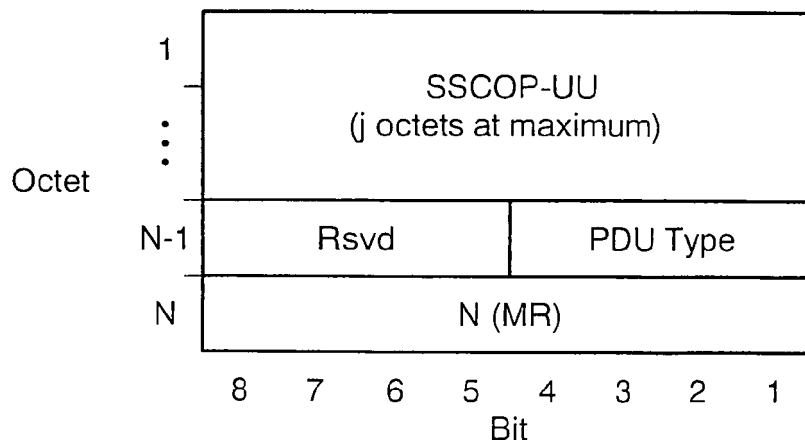 1
SSCOP-UU
(j octets at maximum)
Octet
N-1 Rsvd PDU Type
N N (MR)
8 7 6 5 4 3 2 1
Bit